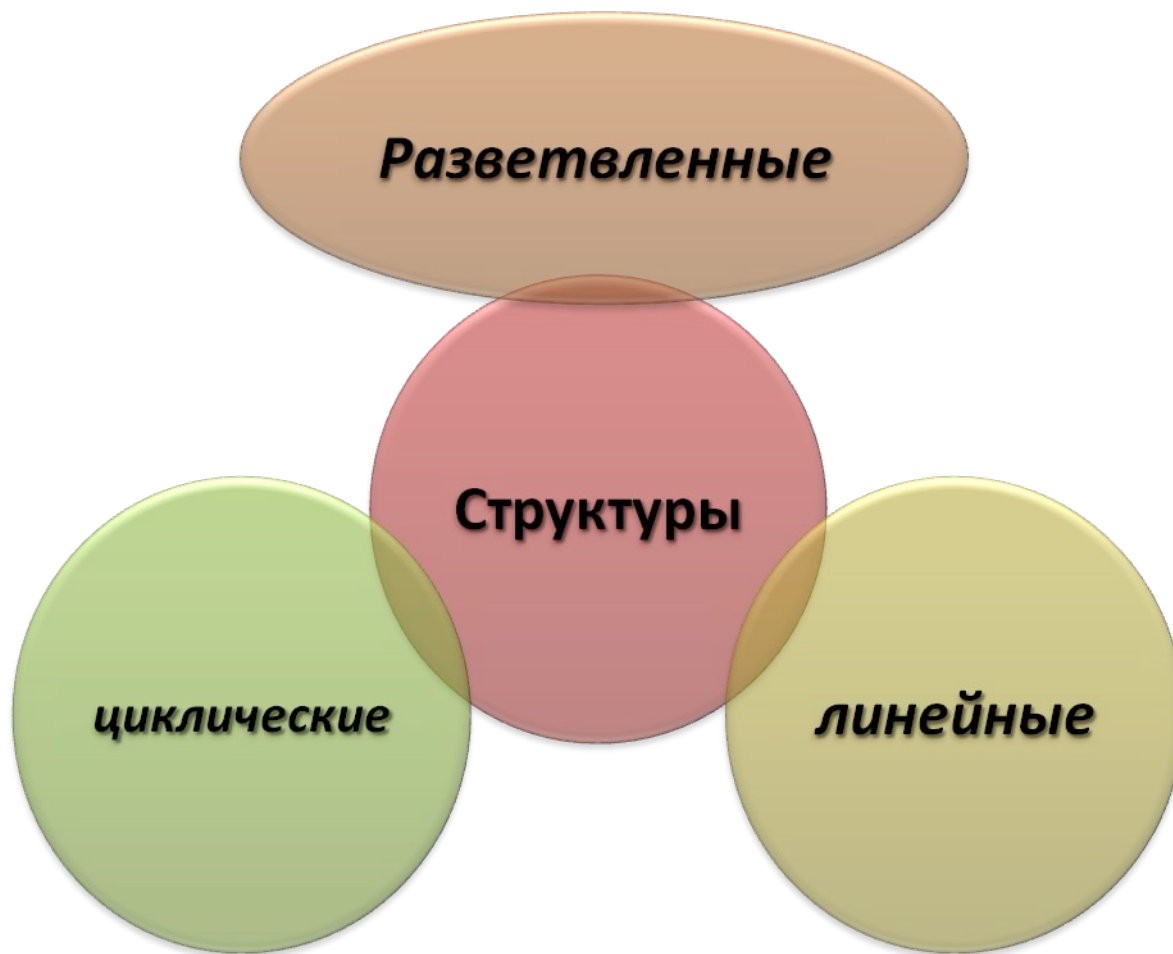 Разветвленные
Структуры
циклические
линейные